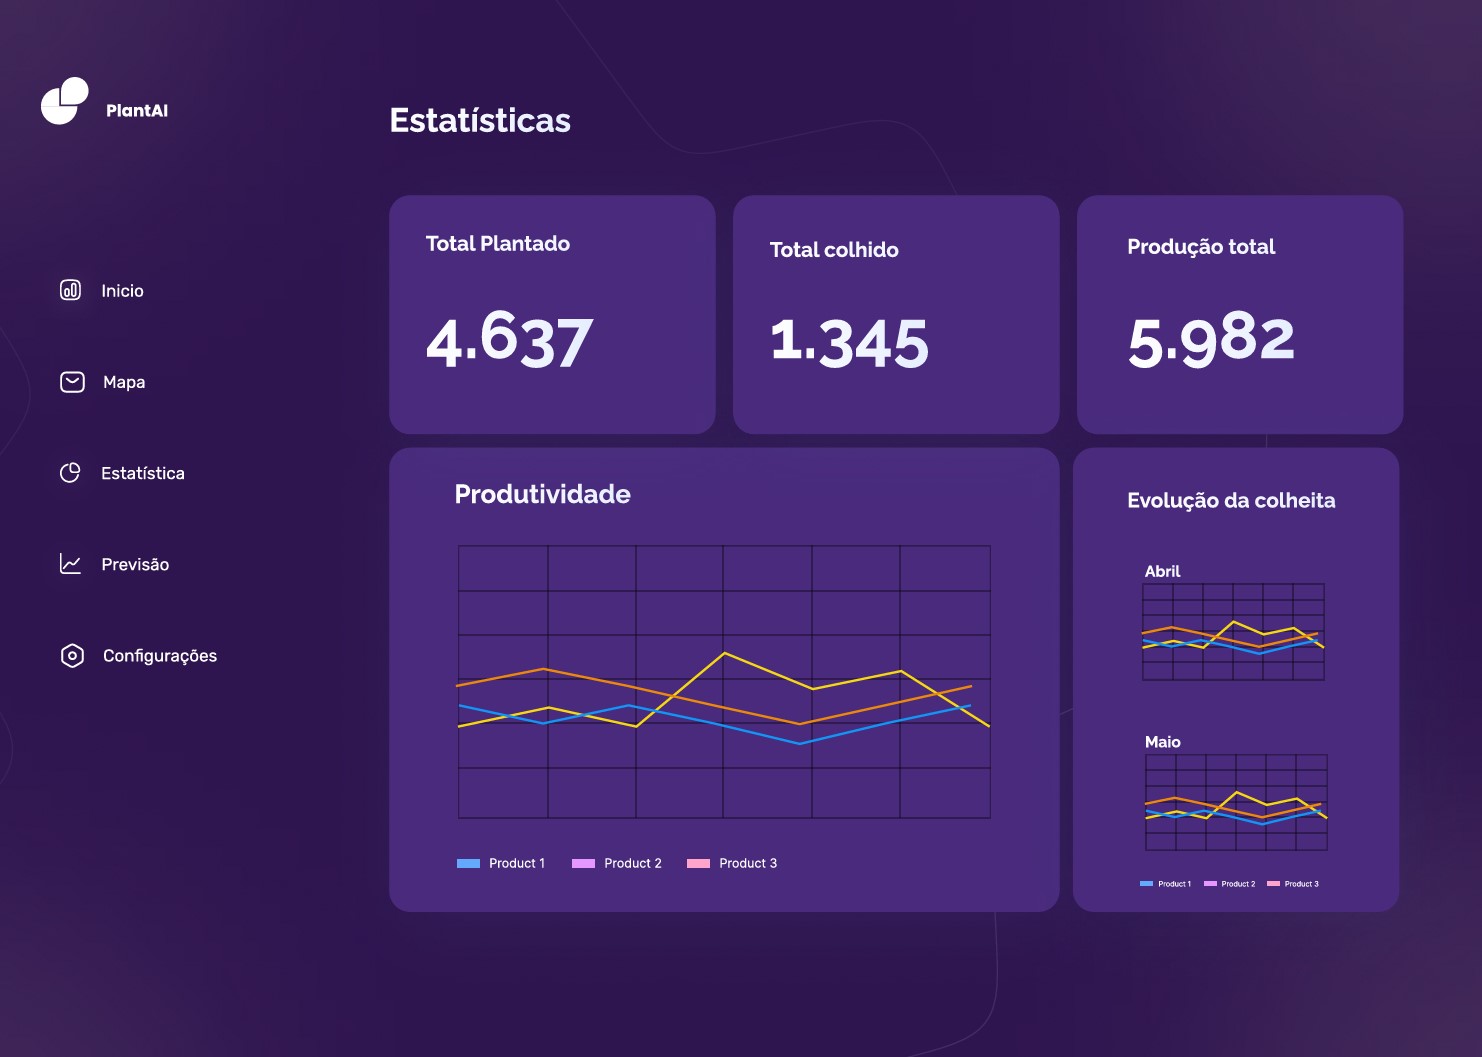 PlantAI
Inicio
Mapa
Estatística
Previsão
Configurações
Estatísticas
Total Plantado
4.637
Total colhido
1.345
Produção total
5.982
Produtividade
Product 1
Product 2
Product 3
Evolução da colheita
Abril
Maio
Product 1
Product 2
Product 3